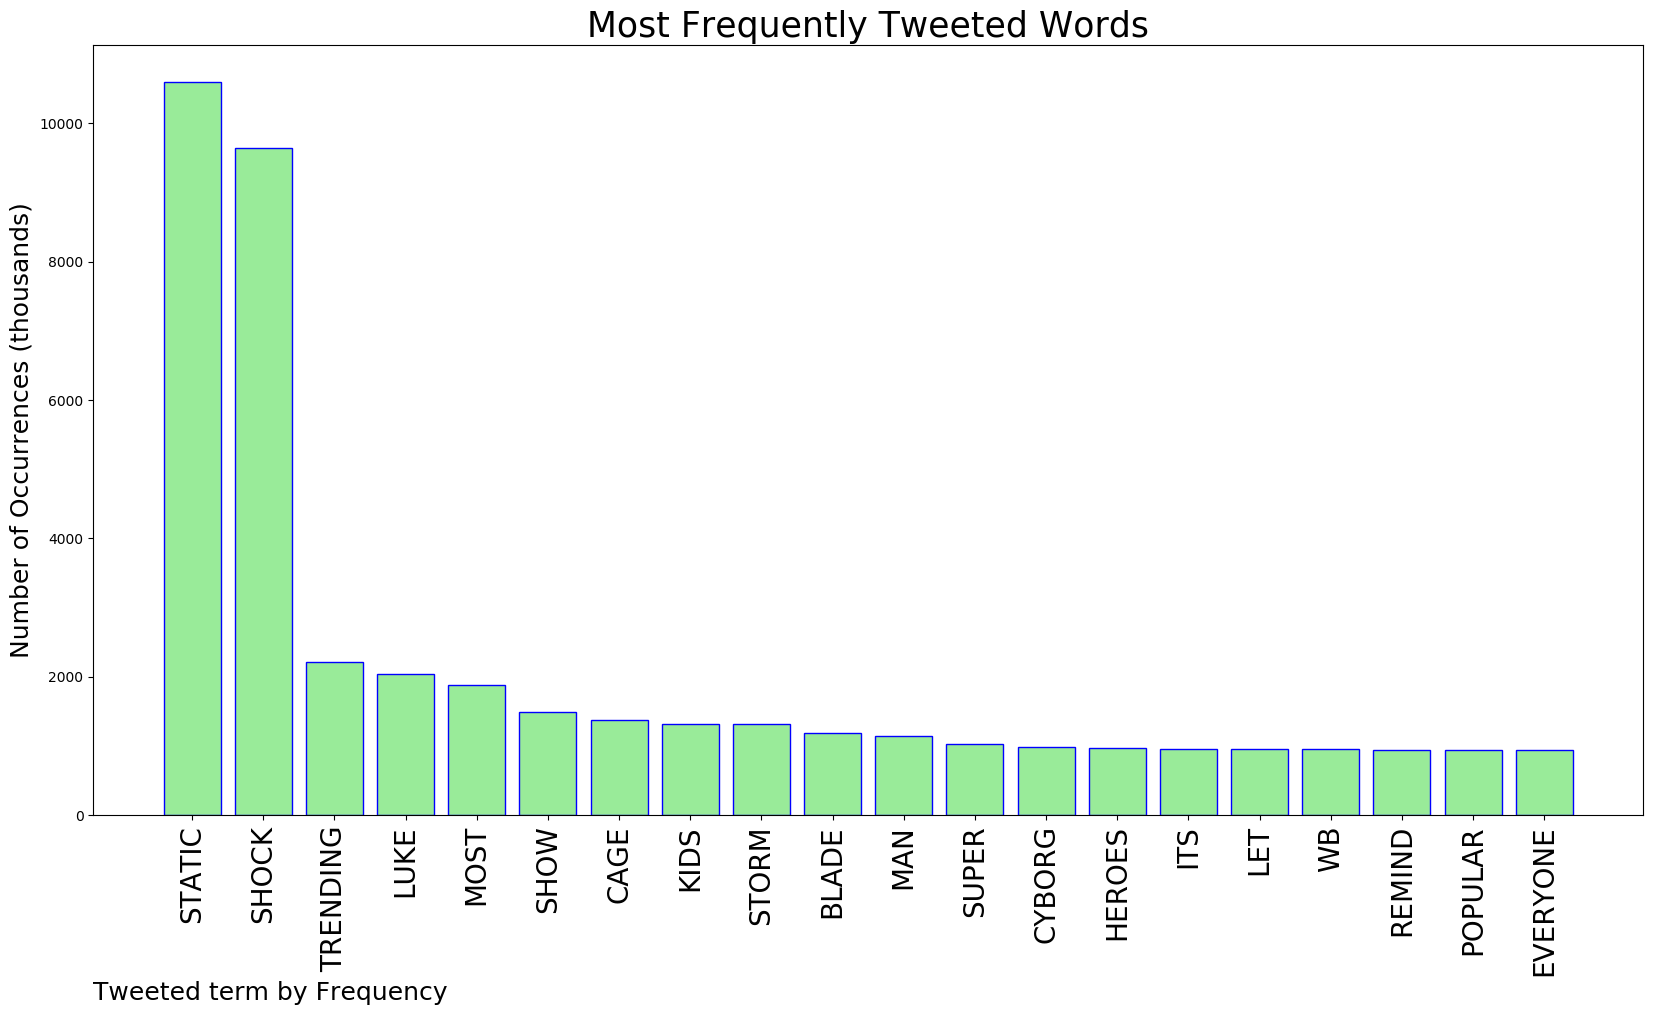 Most Frequently Tweeted Words
Number of Occurrences (thousands)
10000
8000
6000
4000
2000
0
STATIC
SHOCK
TRENDING
LUKE
MOST
SHOW
CAGE
KIDS
STORM
BLADE
MAN
SUPER
CYBORG
HEROES
ITS
LET
WB
REMIND
POPULAR
EVERYONE
Tweeted term by Frequency